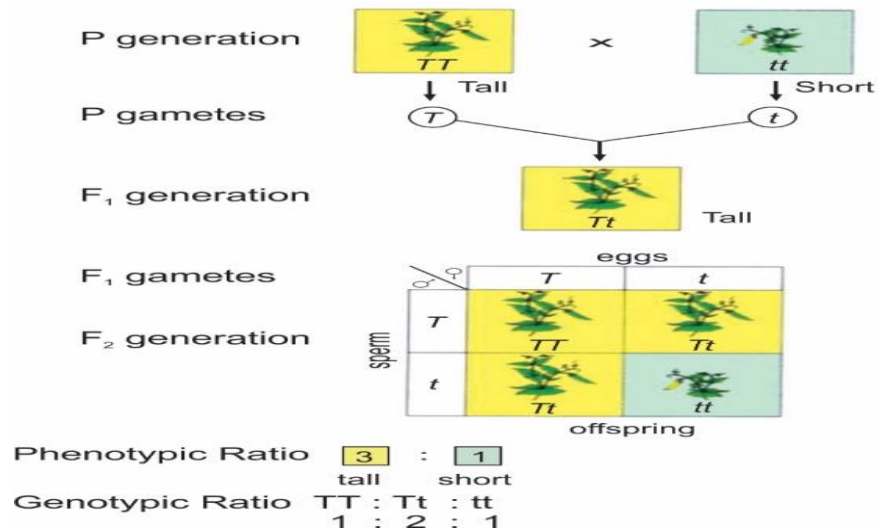 P generation
TT
x
tt
Tall
Short
P gametes
T
t
F₁ generation
Tt
Tall
eggs
F₁ gametes
♂ ♀
T
t
F₂ generation
sperm
T
TT
Tt
t
Tt
tt
offspring
Phenotypic Ratio 3 : 1
tall short
Genotypic Ratio TT : Tt : tt
1 : 2 : 1